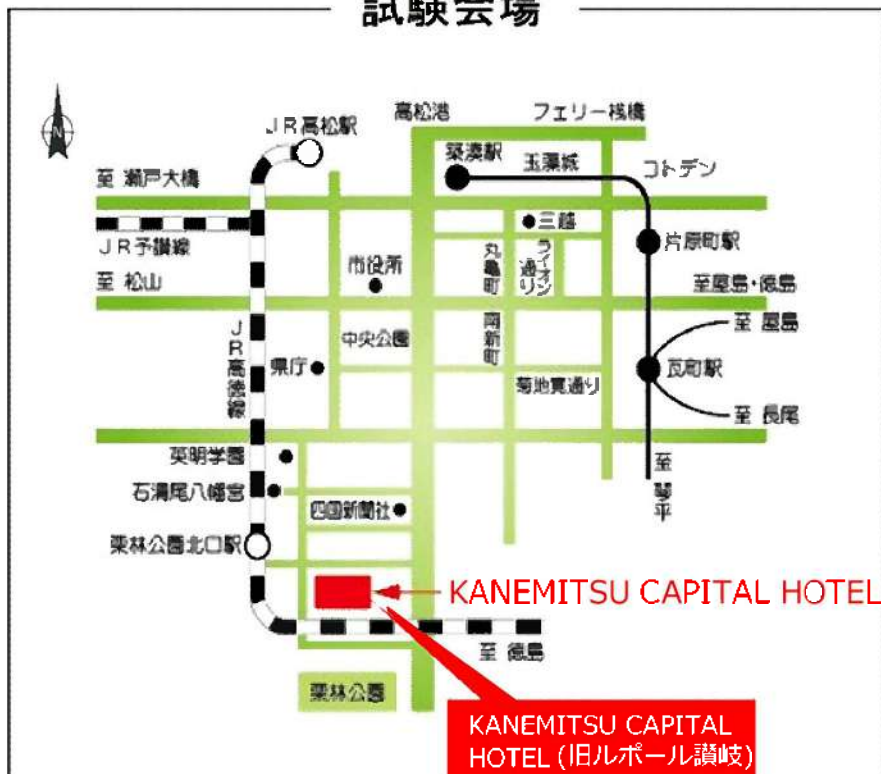 試験会場
N
高松港
フェリー桟橋
JR高松駅
築港駅
玉藻城
コトデン
至 瀬戸大橋
三越
片原町駅
JR予讃線
市役所
丸亀町
ライオン通り
至 松山
至屋島・徳島
JR高徳線
中央公園
南新町
至 屋島
県庁
瓦町駅
菊池寛通り
至 長尾
英明学園
至 琴平
石清尾八幡宮
四国新聞社
栗林公園北口駅
KANEMITSU CAPITAL HOTEL
至 徳島
栗林公園
KANEMITSU CAPITAL
HOTEL (旧ルポール讃岐)